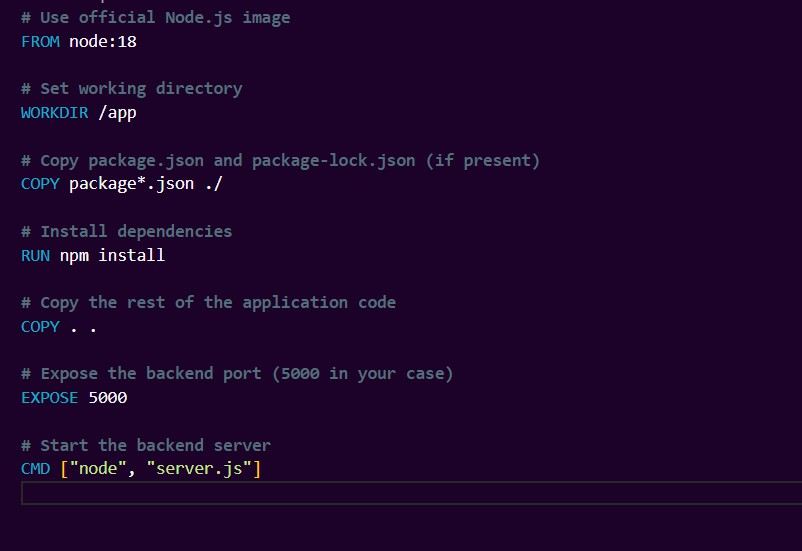 # Use official Node.js image
FROM node:18
# Set working directory
WORKDIR /app
# Copy package.json and package-lock.json (if present)
COPY package*.json ./
# Install dependencies
RUN npm install
# Copy the rest of the application code
COPY . .
# Expose the backend port (5000 in your case)
EXPOSE 5000
# Start the backend server
CMD ["node", "server.js"]